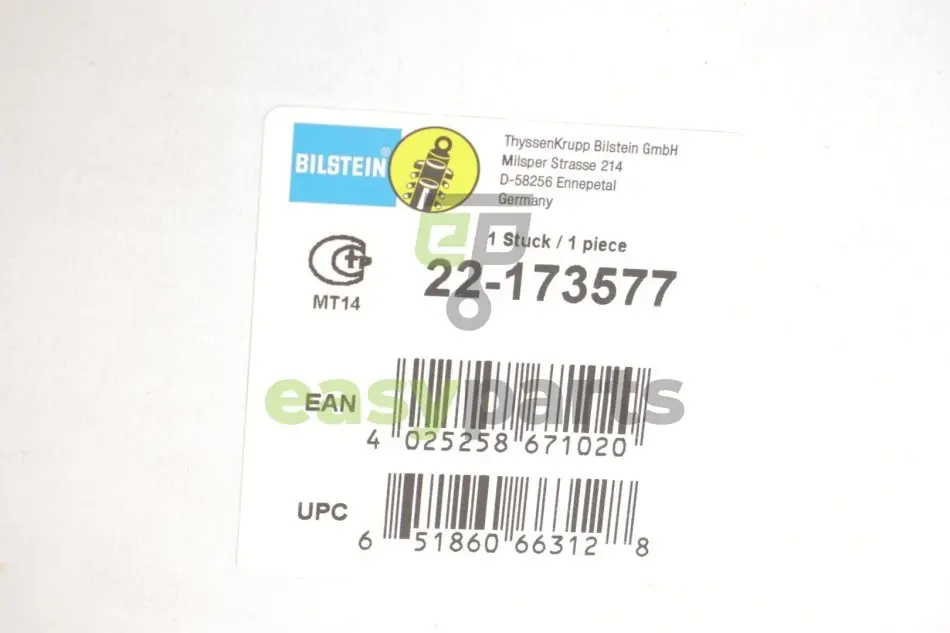 BILSTEIN®
ThyssenKrupp Bilstein GmbH
Milsper Strasse 214
D-58256 Ennepetal
Germany
1 Stuck / 1 piece
22-173577
MT14
easyparts
EAN
4 025258 671020
UPC
6 51860 66312 8